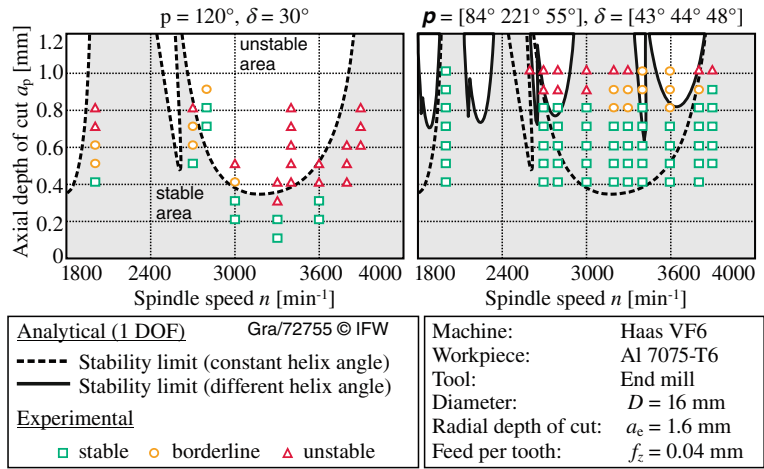 p = 120°, δ = 30°
p = [84° 221° 55°], δ = [43° 44° 48°]
Axial depth of cut aₚ [mm]
1.2
1.0
0.8
0.6
0.4
0.2
0
unstable
area
stable
area
1800 2400 3000 3600 4000
1800 2400 3000 3600 4200
Spindle speed n [min⁻¹]
Spindle speed n [min⁻¹]
Analytical (1 DOF) Gra/72755 © IFW
Stability limit (constant helix angle)
Stability limit (different helix angle)
Experimental
stable borderline unstable
Machine: Haas VF6
Workpiece: Al 7075-T6
Tool: End mill
Diameter: D = 16 mm
Radial depth of cut: aₑ = 1.6 mm
Feed per tooth: f_z = 0.04 mm